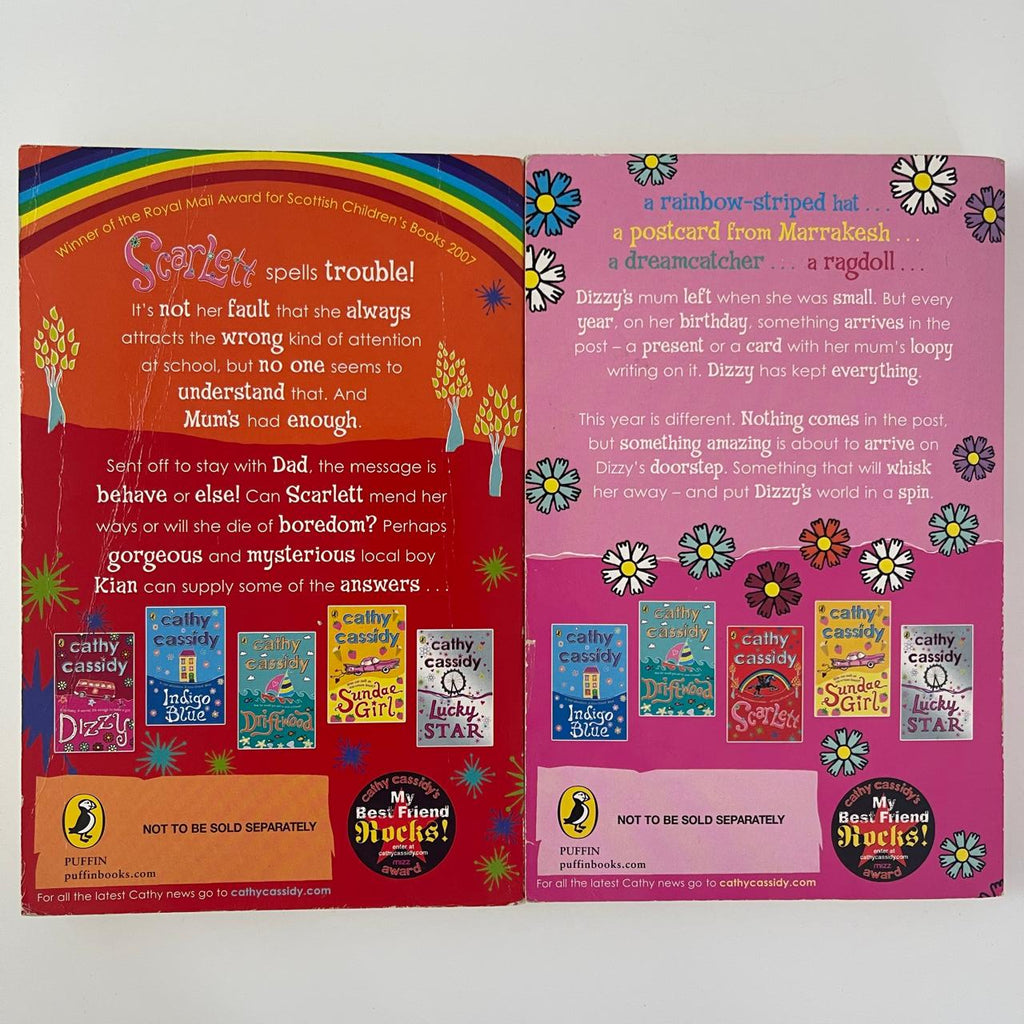 Winner of the Royal Mail Award for Scottish Children's Books 2007
Scarlett spells trouble!
It's not her fault that she always
attracts the wrong kind of attention
at school, but no one seems to
understand that. And
Mum's had enough.
Sent off to stay with Dad, the message is
behave or else! Can Scarlett mend her
ways or will she die of boredom? Perhaps
gorgeous and mysterious local boy
Kian can supply some of the answers . . .
cathy
cassidy
Dizzy
cathy
cassidy
Indigo
Blue
cathy
cassidy
Driftwood
cathy
cassidy
Sundae
Girl
cathy
cassidy
Lucky
STAR
PUFFIN
puffinbooks.com
NOT TO BE SOLD SEPARATELY
cathy cassidy's
My
Best Friend
Rocks!
enter at
cathycassidy.com
mizz
award
For all the latest Cathy news go to cathycassidy.com
a rainbow-striped hat . . .
a postcard from Marrakesh . . .
a dreamcatcher . . . a ragdoll . . .
Dizzy's mum left when she was small. But every
year, on her birthday, something arrives in the
post – a present or a card with her mum's loopy
writing on it. Dizzy has kept everything.
This year is different. Nothing comes in the post,
but something amazing is about to arrive on
Dizzy's doorstep. Something that will whisk
her away – and put Dizzy's world in a spin.
cathy
cassidy
Indigo
Blue
cathy
cassidy
Driftwood
cathy
cassidy
Scarlett
cathy
cassidy
Sundae
Girl
cathy
cassidy
Lucky
STAR
PUFFIN
puffinbooks.com
NOT TO BE SOLD SEPARATELY
cathy cassidy's
My
Best Friend
Rocks!
enter at
cathycassidy.com
mizz
award
For all the latest Cathy news go to cathycassidy.com